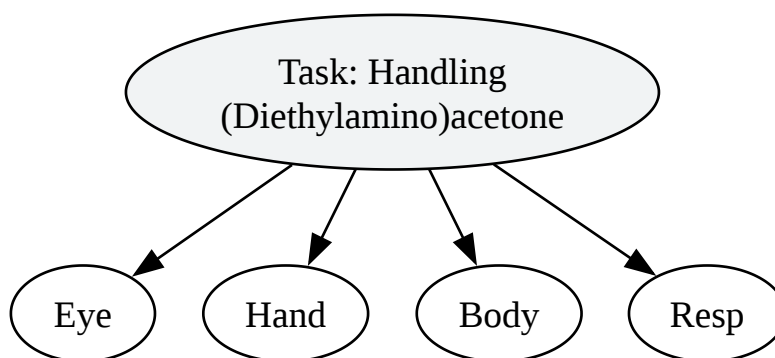 Task: Handling
(Diethylamino)acetone
Eye
Hand
Body
Resp